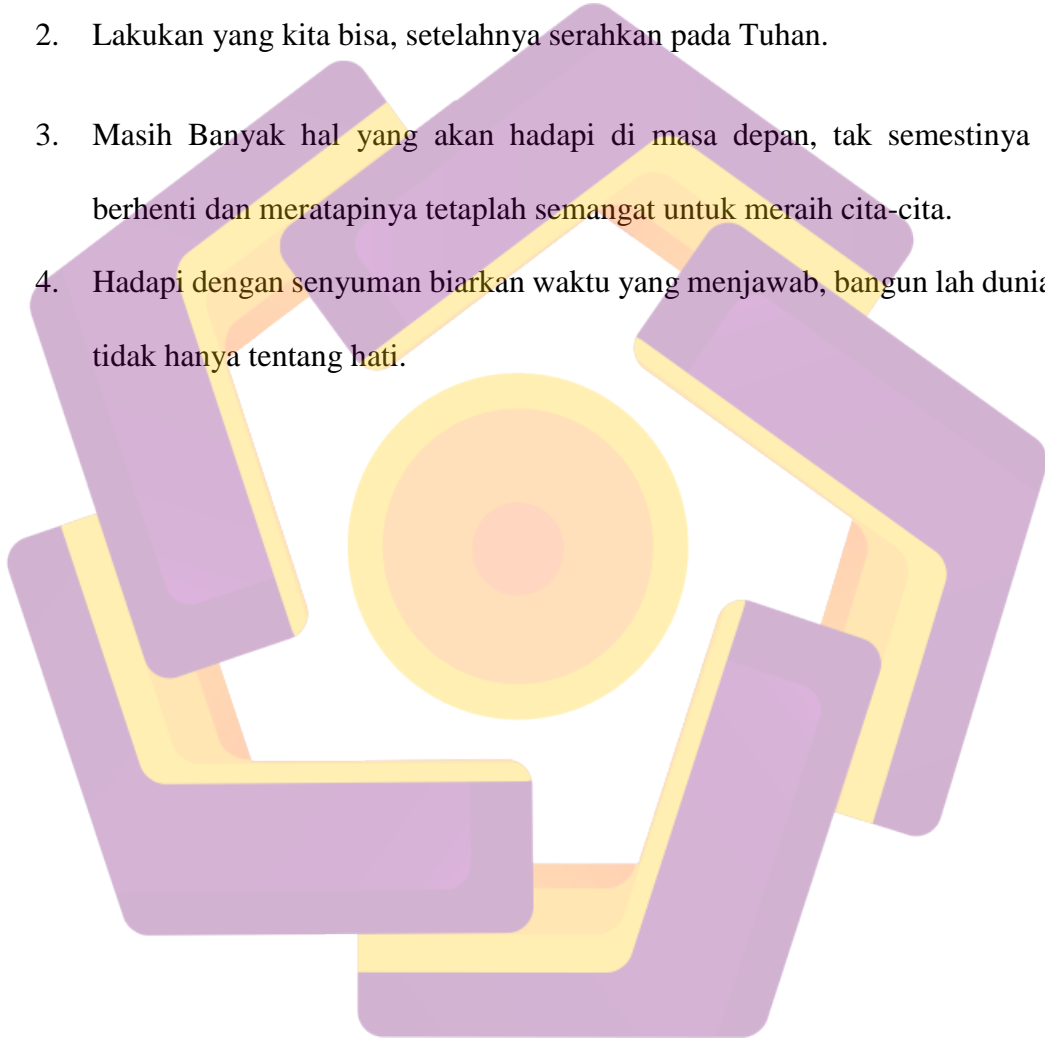 2. Lakukan yang kita bisa, setelahnya serahkan pada Tuhan.
3. Masih Banyak hal yang akan hadapi di masa depan, tak semestinya
berhenti dan meratapinya tetaplah semangat untuk meraih cita-cita.
4. Hadapi dengan senyuman biarkan waktu yang menjawab, bangun lah dunia
tidak hanya tentang hati.